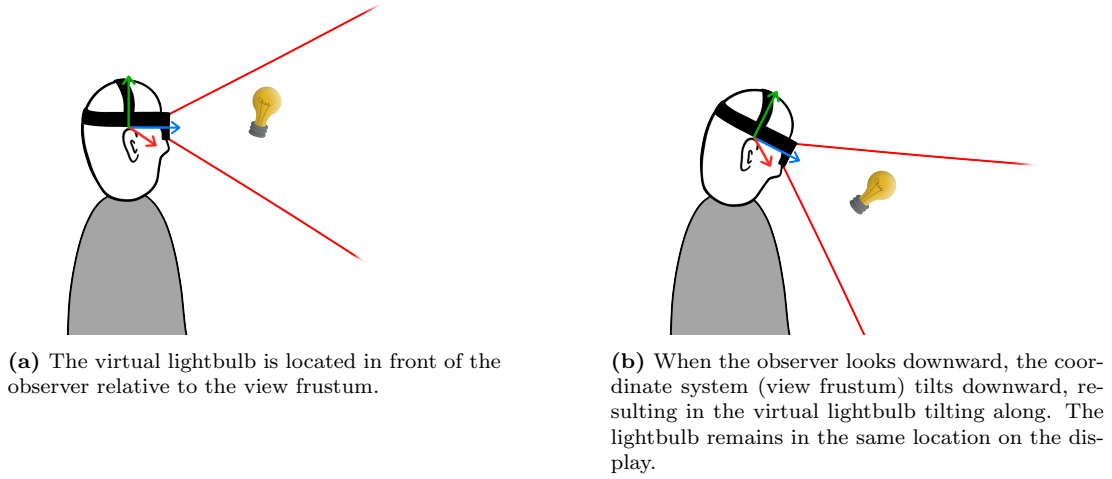 (a) The virtual lightbulb is located in front of the
observer relative to the view frustum.
(b) When the observer looks downward, the coor-
dinate system (view frustum) tilts downward, re-
sulting in the virtual lightbulb tilting along. The
lightbulb remains in the same location on the dis-
play.